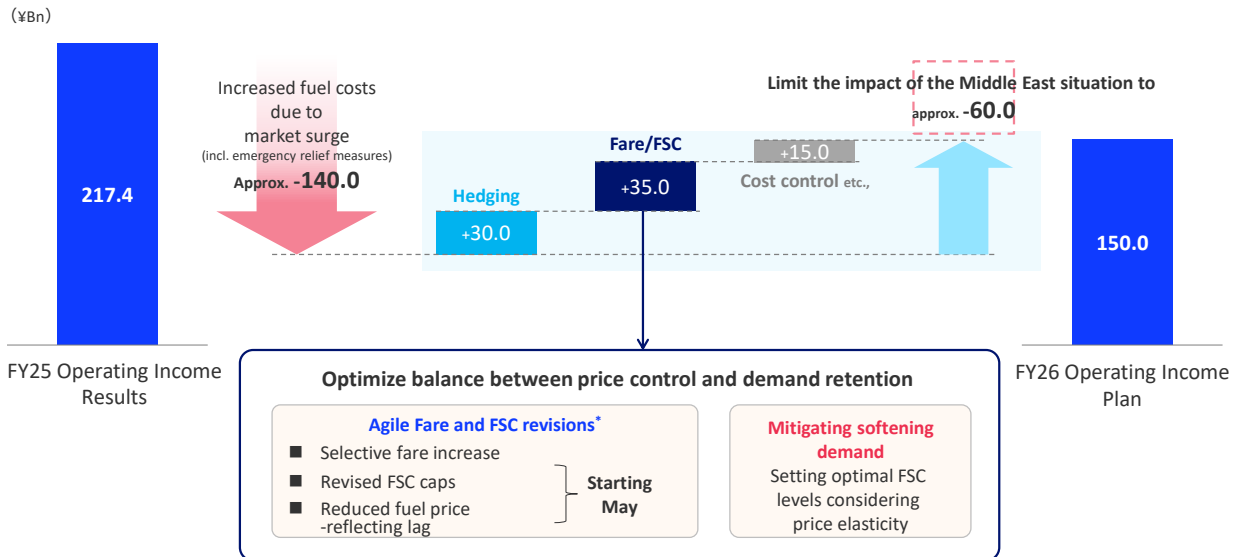 （¥Bn）
217.4
FY25 Operating Income
Results
Increased fuel costs
due to
market surge
(incl. emergency relief measures)
Approx. -140.0
Hedging
+30.0
Fare/FSC
+35.0
+15.0
Cost control etc.,
Limit the impact of the Middle East situation to
approx. -60.0
150.0
FY26 Operating Income
Plan
Optimize balance between price control and demand retention
Agile Fare and FSC revisions*
■ Selective fare increase
■ Revised FSC caps
■ Reduced fuel price
-reflecting lag
Starting
May
Mitigating softening
demand
Setting optimal FSC
levels considering
price elasticity